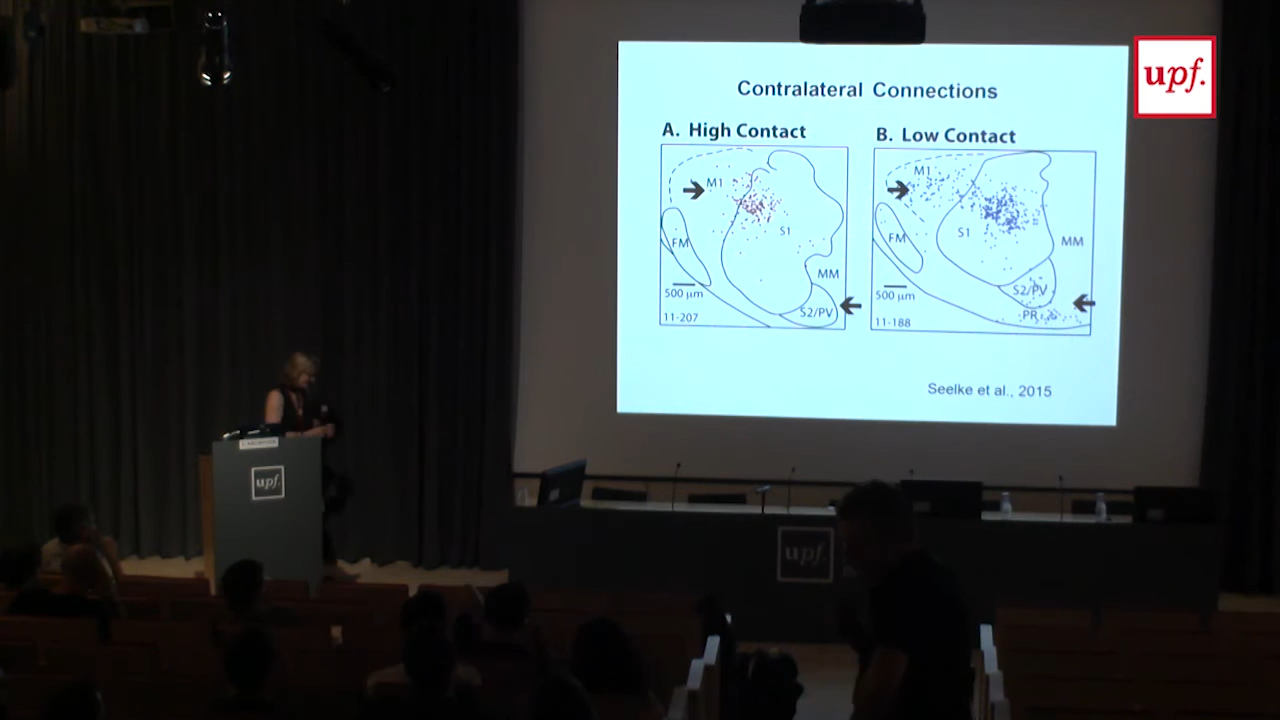 upf.
Contralateral Connections
A. High Contact
B. Low Contact
M1
S1
FM
MM
500 µm
S2/PV
11-207
M1
S1
FM
MM
500 µm
S2/PV
PR
11-188
Seelke et al., 2015
upf.
upf.